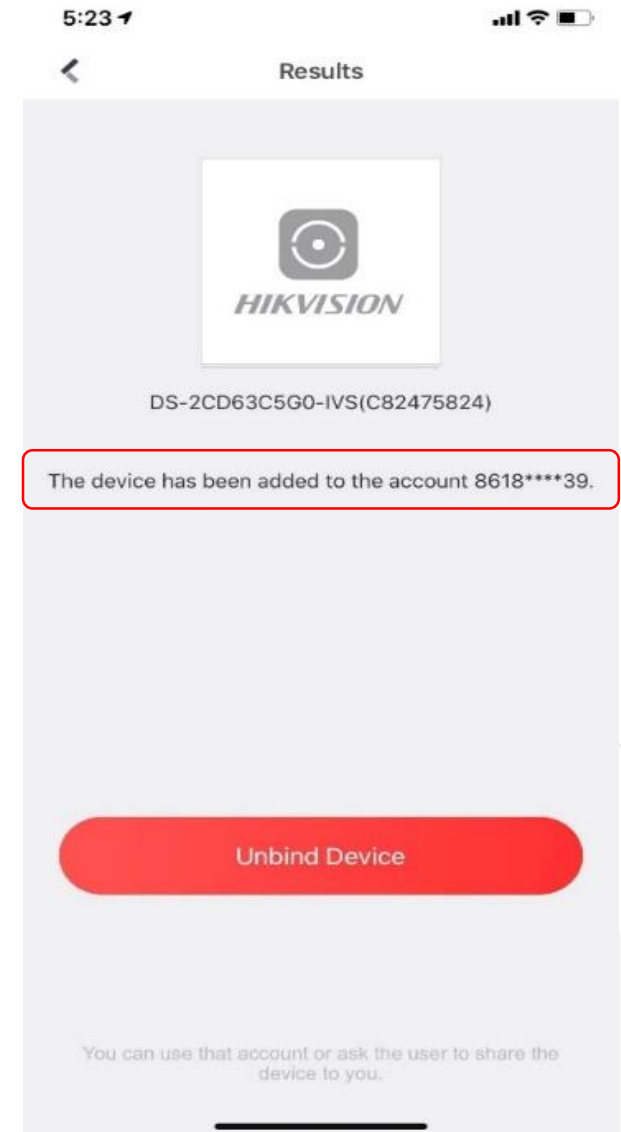 5:23
Results
HIKVISION
DS-2CD63C5G0-IVS(C82475824)
The device has been added to the account 8618****39.
Unbind Device
You can use that account or ask the user to share the
device to you.